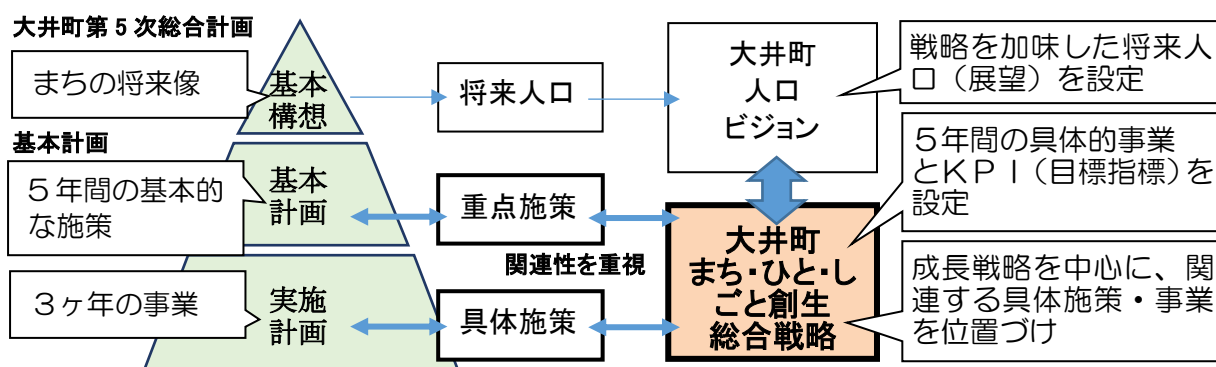 大井町第５次総合計画
まちの将来像
基本
構想
将来人口
大井町
人口
ビジョン
戦略を加味した将来人
口（展望）を設定
基本計画
５年間の基本的
な施策
基本
計画
重点施策
５年間の具体的事業
とＫＰＩ（目標指標）を
設定
関連性を重視
大井町
まち・ひと・し
ごと創生
総合戦略
３ヶ年の事業
実施
計画
具体施策
成長戦略を中心に、関
連する具体施策・事業
を位置づけ